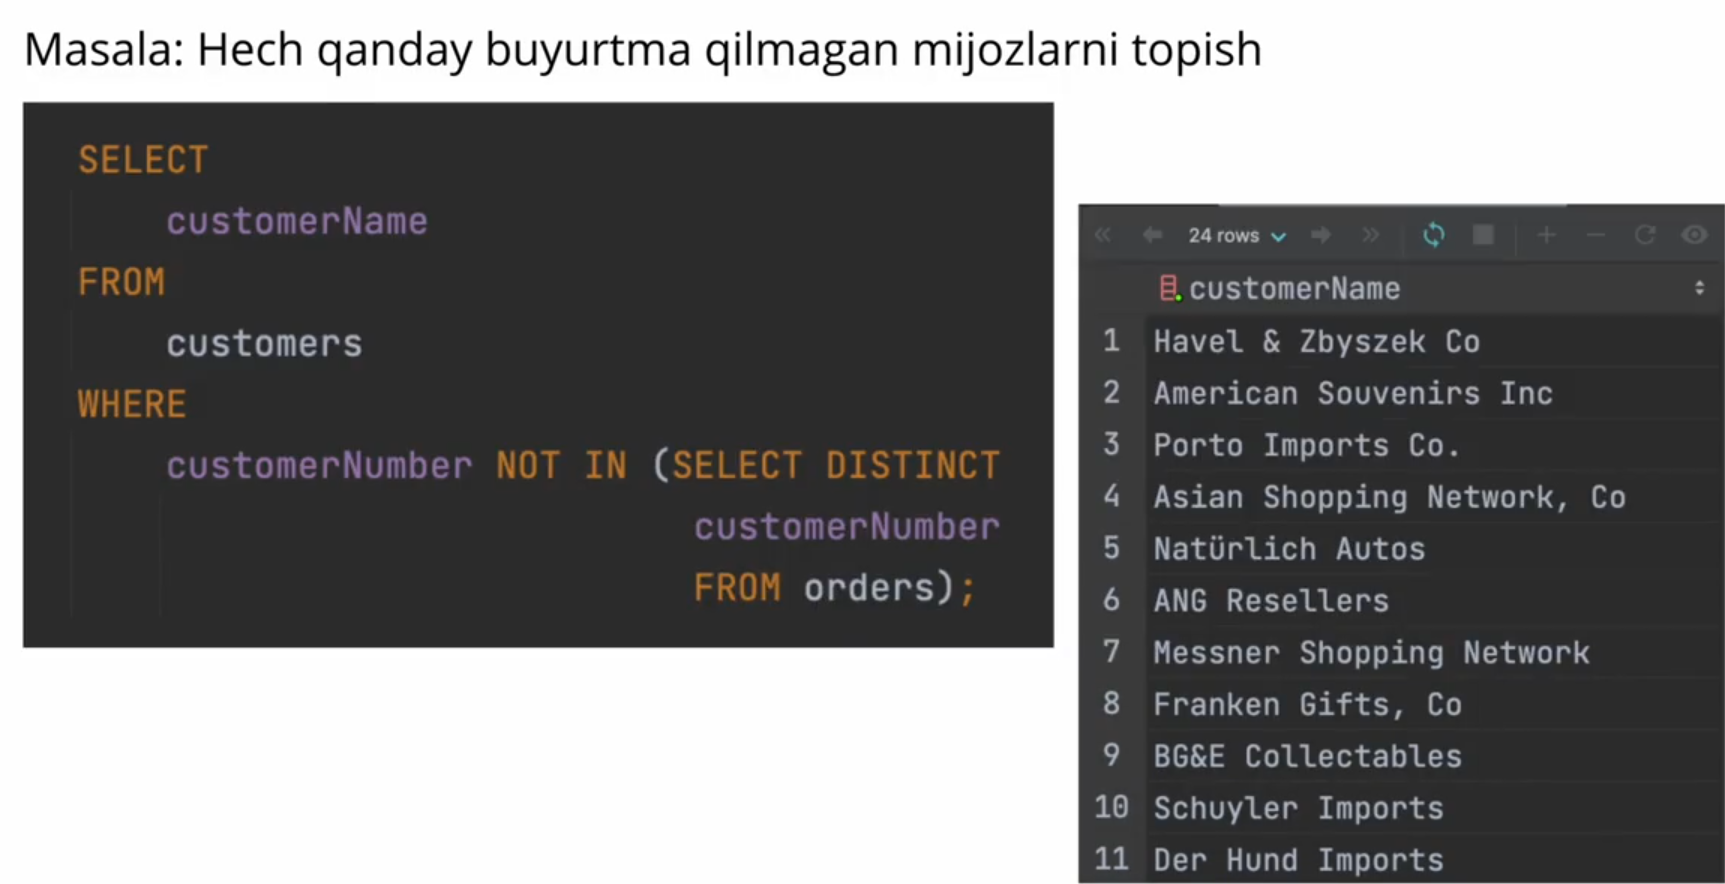 Masala: Hech qanday buyurtma qilmagan mijozlarni topish
SELECT
customerName
FROM
customers
WHERE
customerNumber NOT IN (SELECT DISTINCT
customerNumber
FROM orders);
24 rows
customerName
1 Havel & Zbyszek Co
2 American Souvenirs Inc
3 Porto Imports Co.
4 Asian Shopping Network, Co
5 Natürlich Autos
6 ANG Resellers
7 Messner Shopping Network
8 Franken Gifts, Co
9 BG&E Collectables
10 Schuyler Imports
11 Der Hund Imports